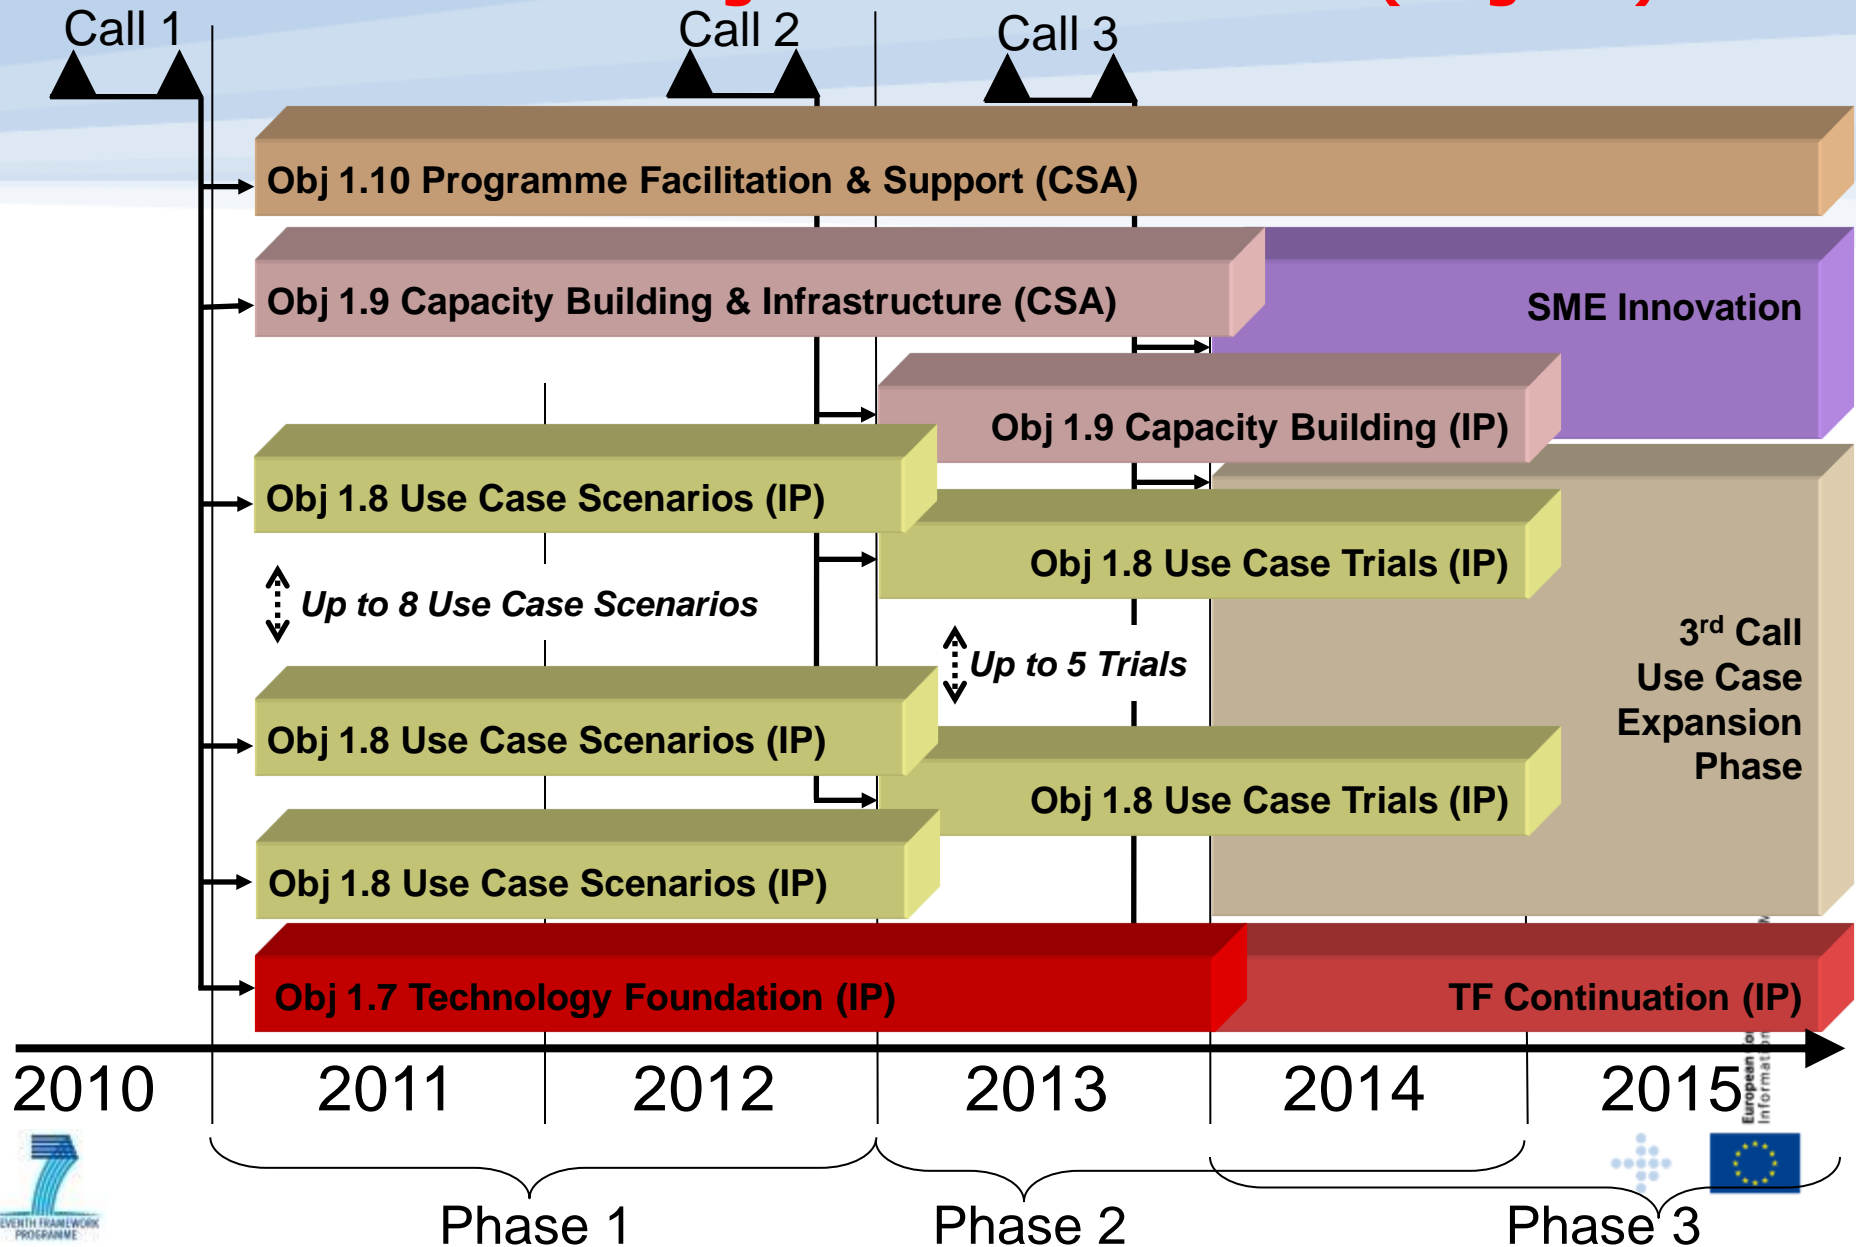 Call 1
Call 2
Call 3
Obj 1.10 Programme Facilitation & Support (CSA)
Obj 1.9 Capacity Building & Infrastructure (CSA)
SME Innovation
Obj 1.9 Capacity Building (IP)
Obj 1.8 Use Case Scenarios (IP)
Obj 1.8 Use Case Trials (IP)
Up to 8 Use Case Scenarios
Up to 5 Trials
3rd Call
Use Case
Expansion
Phase
Obj 1.8 Use Case Scenarios (IP)
Obj 1.8 Use Case Trials (IP)
Obj 1.8 Use Case Scenarios (IP)
Obj 1.7 Technology Foundation (IP)
TF Continuation (IP)
2010
2011
2012
2013
2014
2015
European
Phase 1
Phase 2
Phase 3
EVENTH FRAMEWORK
PROGRAMME